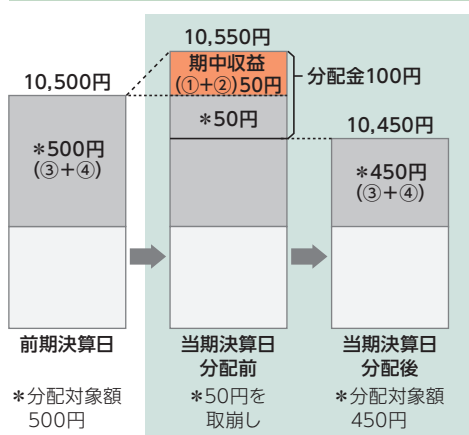 10,550円
期中収益
(①+②)50円
分配金100円
10,500円
*50円
10,450円
*500円
(③+④)
*450円
(③+④)
前期決算日
当期決算日
分配前
当期決算日
分配後
*分配対象額
500円
*50円を
取崩し
*分配対象額
450円